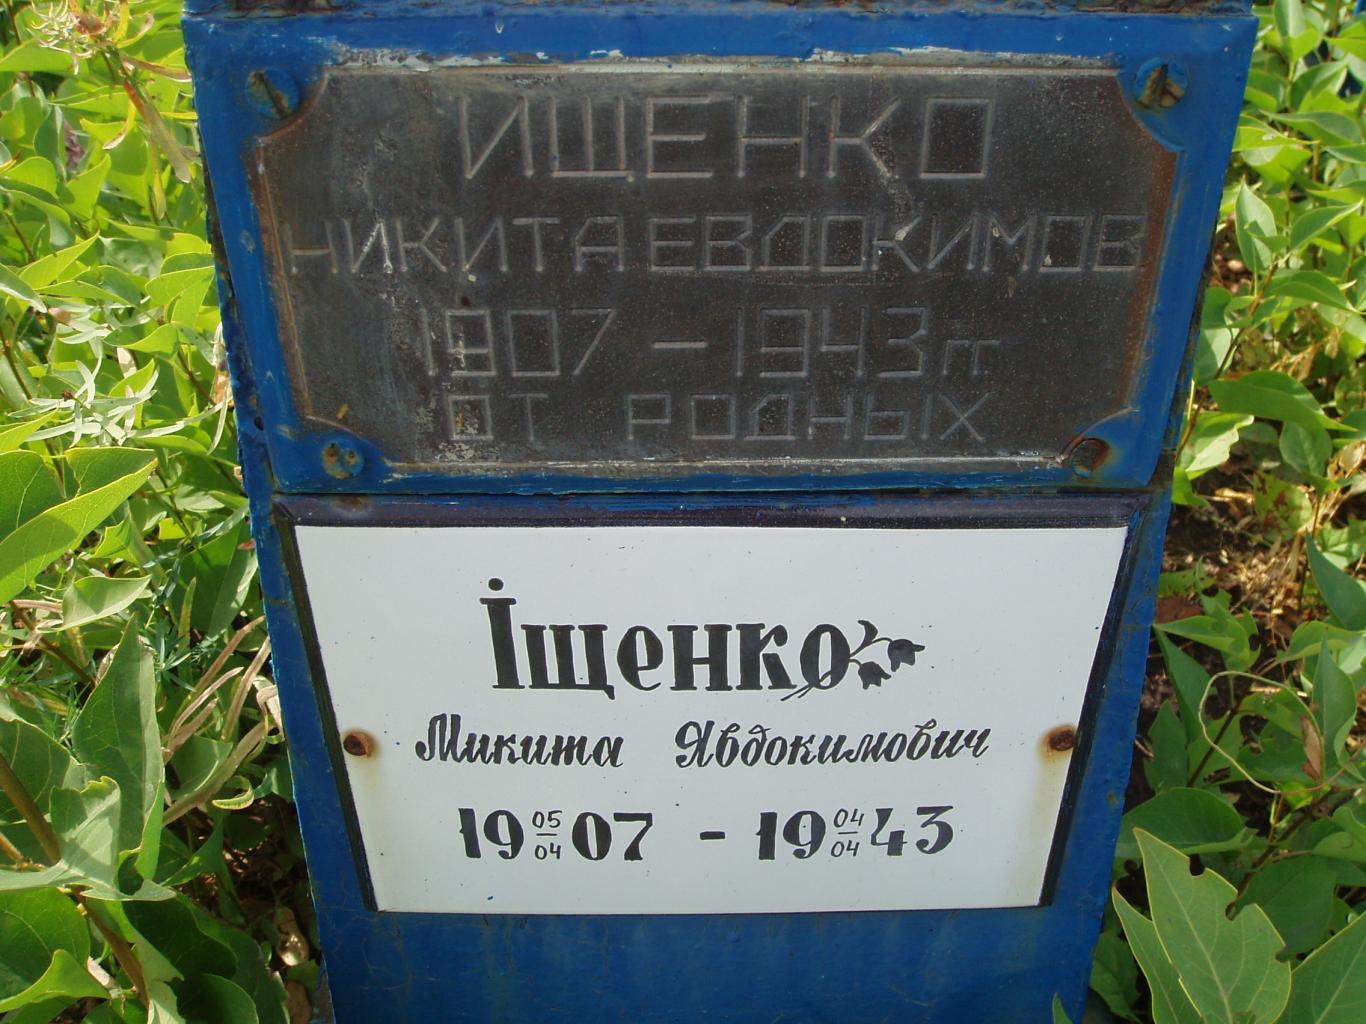 ИЩЕНКО
НИКИТА ЕВДОКИМОВ
1907 – 1943 гг
ОТ РОДНЫХ
Іщенко
Микита Явдокимович
19 05/04 07 - 19 04/04 43